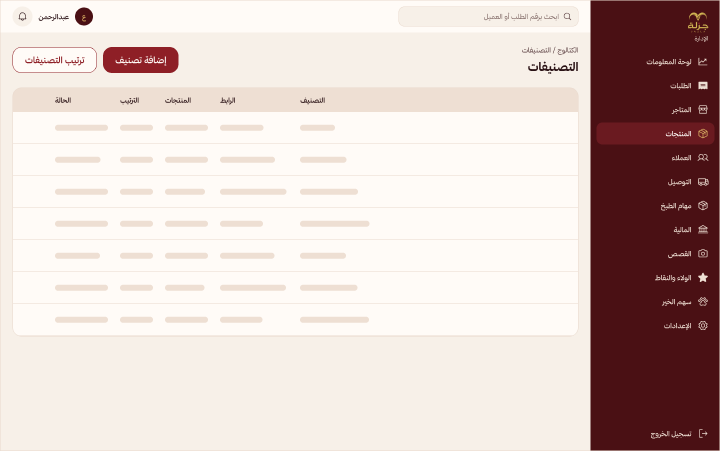 جزلة
الإدارة
لوحة المعلومات
الطلبات
المتاجر
المنتجات
العملاء
التوصيل
مهام الطبخ
المالية
القصص
الولاء والنقاط
سهم الخير
الإعدادات
تسجيل الخروج
ابحث برقم الطلب أو العميل
ع
عبدالرحمن
الكتالوج / التصنيفات
التصنيفات
إضافة تصنيف
ترتيب التصنيفات
التصنيف الرابط المنتجات الترتيب الحالة